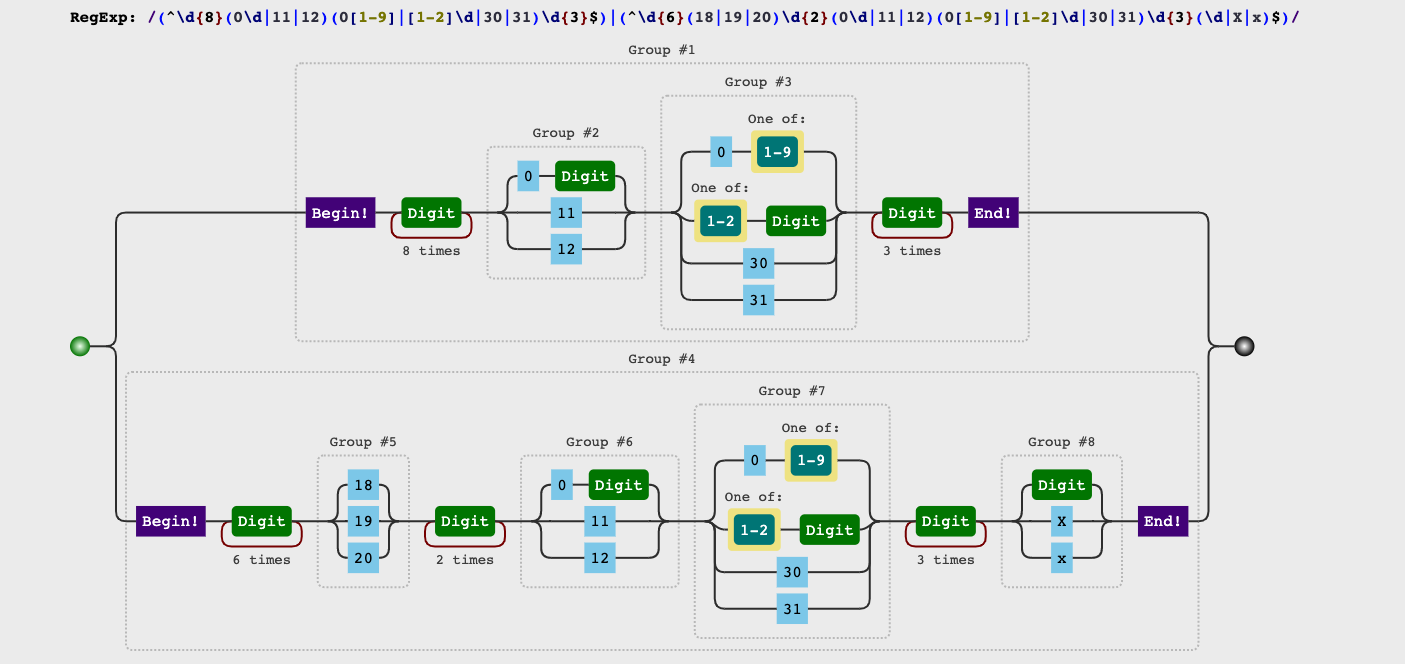 RegExp: /(^\d{8}(0\d|11|12)(0[1-9]|[1-2]\d|30|31)\d{3}$)|(^\d{6}(18|19|20)\d{2}(0\d|11|12)(0[1-9]|[1-2]\d|30|31)\d{3}(\d|X|x)$)/
Group #1
Group #3
One of:
Group #2
0 1-9
0 Digit
One of:
Begin! Digit 11 1-2 Digit Digit End!
8 times 12 3 times
30
31
Group #4
Group #7
One of:
Group #5 Group #6 Group #8
0 1-9
18 0 Digit Digit
One of:
Begin! Digit 19 Digit 11 1-2 Digit Digit X End!
6 times 20 2 times 12 3 times x
30
31